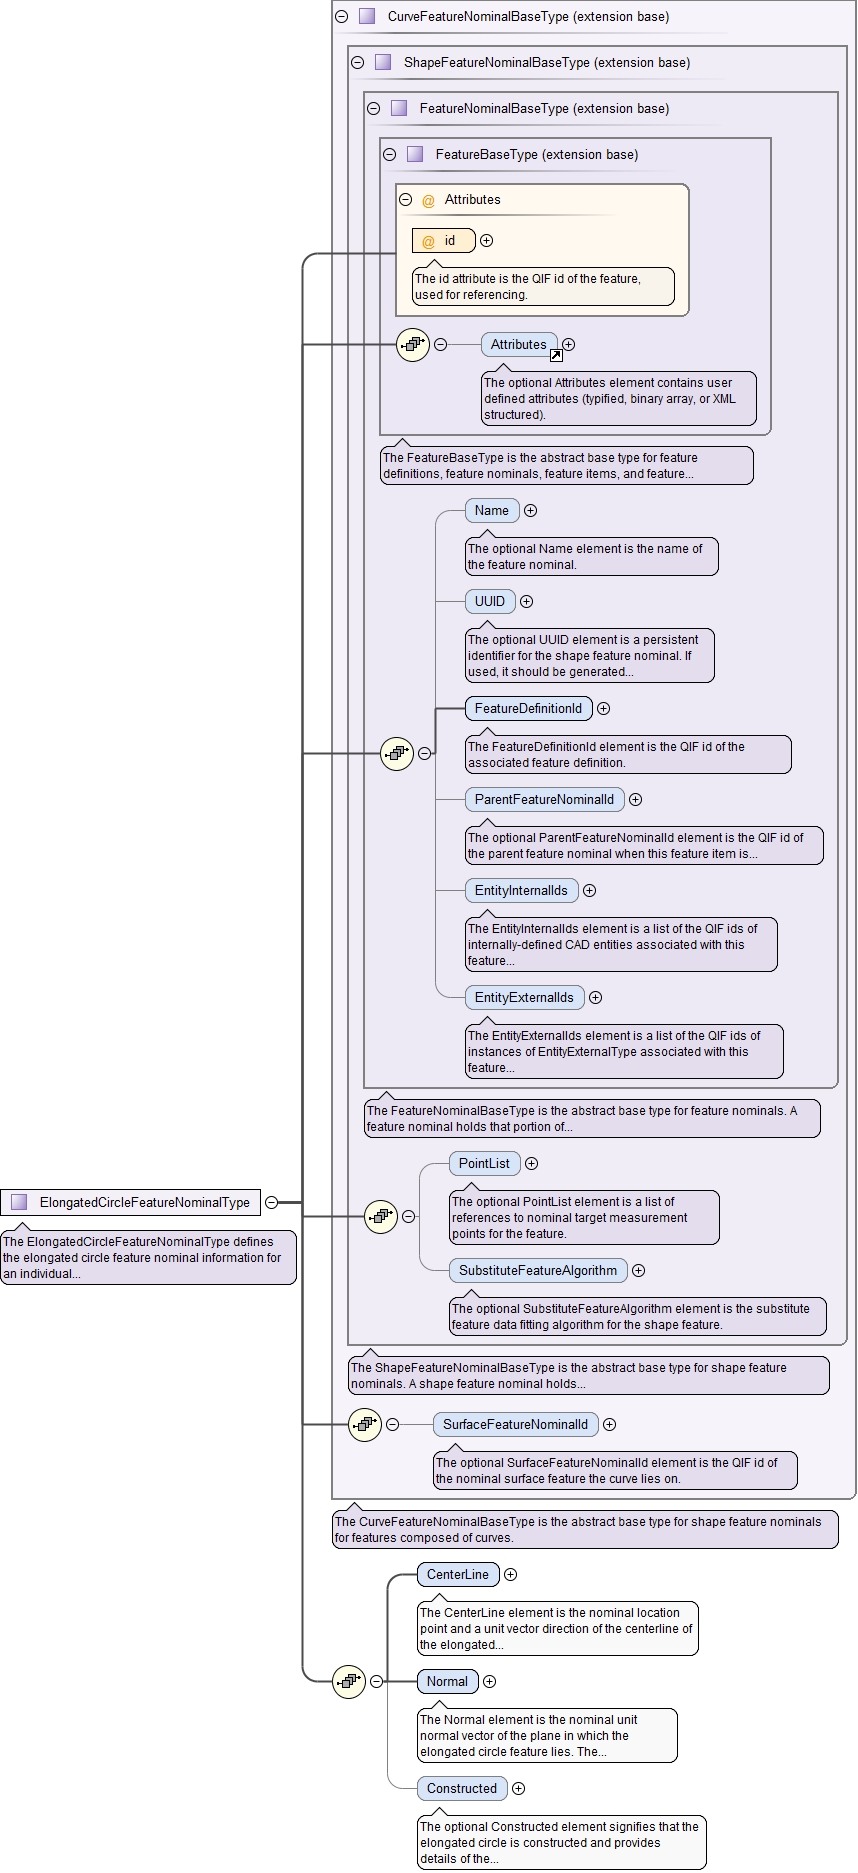 CurveFeatureNominalBaseType (extension base)
ShapeFeatureNominalBaseType (extension base)
FeatureNominalBaseType (extension base)
FeatureBaseType (extension base)
@ Attributes
@ id
The id attribute is the QIF id of the feature,
used for referencing.
Attributes
The optional Attributes element contains user
defined attributes (typified, binary array, or XML
structured).
The FeatureBaseType is the abstract base type for feature
definitions, feature nominals, feature items, and feature...
Name
The optional Name element is the name of
the feature nominal.
UUID
The optional UUID element is a persistent
identifier for the shape feature nominal. If
used, it should be generated...
FeatureDefinitionId
The FeatureDefinitionId element is the QIF id of the
associated feature definition.
ParentFeatureNominalId
The optional ParentFeatureNominalId element is the QIF id of
the parent feature nominal when this feature item is...
EntityInternalIds
The EntityInternalIds element is a list of the QIF ids of
internally-defined CAD entities associated with this
feature...
EntityExternalIds
The EntityExternalIds element is a list of the QIF ids of
instances of EntityExternalType associated with this
feature...
The FeatureNominalBaseType is the abstract base type for feature nominals. A
feature nominal holds that portion of...
PointList
The optional PointList element is a list of
references to nominal target measurement
points for the feature.
ElongatedCircleFeatureNominalType
The ElongatedCircleFeatureNominalType defines
the elongated circle feature nominal information for
an individual...
SubstituteFeatureAlgorithm
The optional SubstituteFeatureAlgorithm element is the substitute
feature data fitting algorithm for the shape feature.
The ShapeFeatureNominalBaseType is the abstract base type for shape feature
nominals. A shape feature nominal holds...
SurfaceFeatureNominalId
The optional SurfaceFeatureNominalId element is the QIF id of
the nominal surface feature the curve lies on.
The CurveFeatureNominalBaseType is the abstract base type for shape feature nominals
for features composed of curves.
CenterLine
The CenterLine element is the nominal location
point and a unit vector direction of the centerline of
the elongated...
Normal
The Normal element is the nominal unit
normal vector of the plane in which the
elongated circle feature lies. The...
Constructed
The optional Constructed element signifies that the
elongated circle is constructed and provides
details of the...